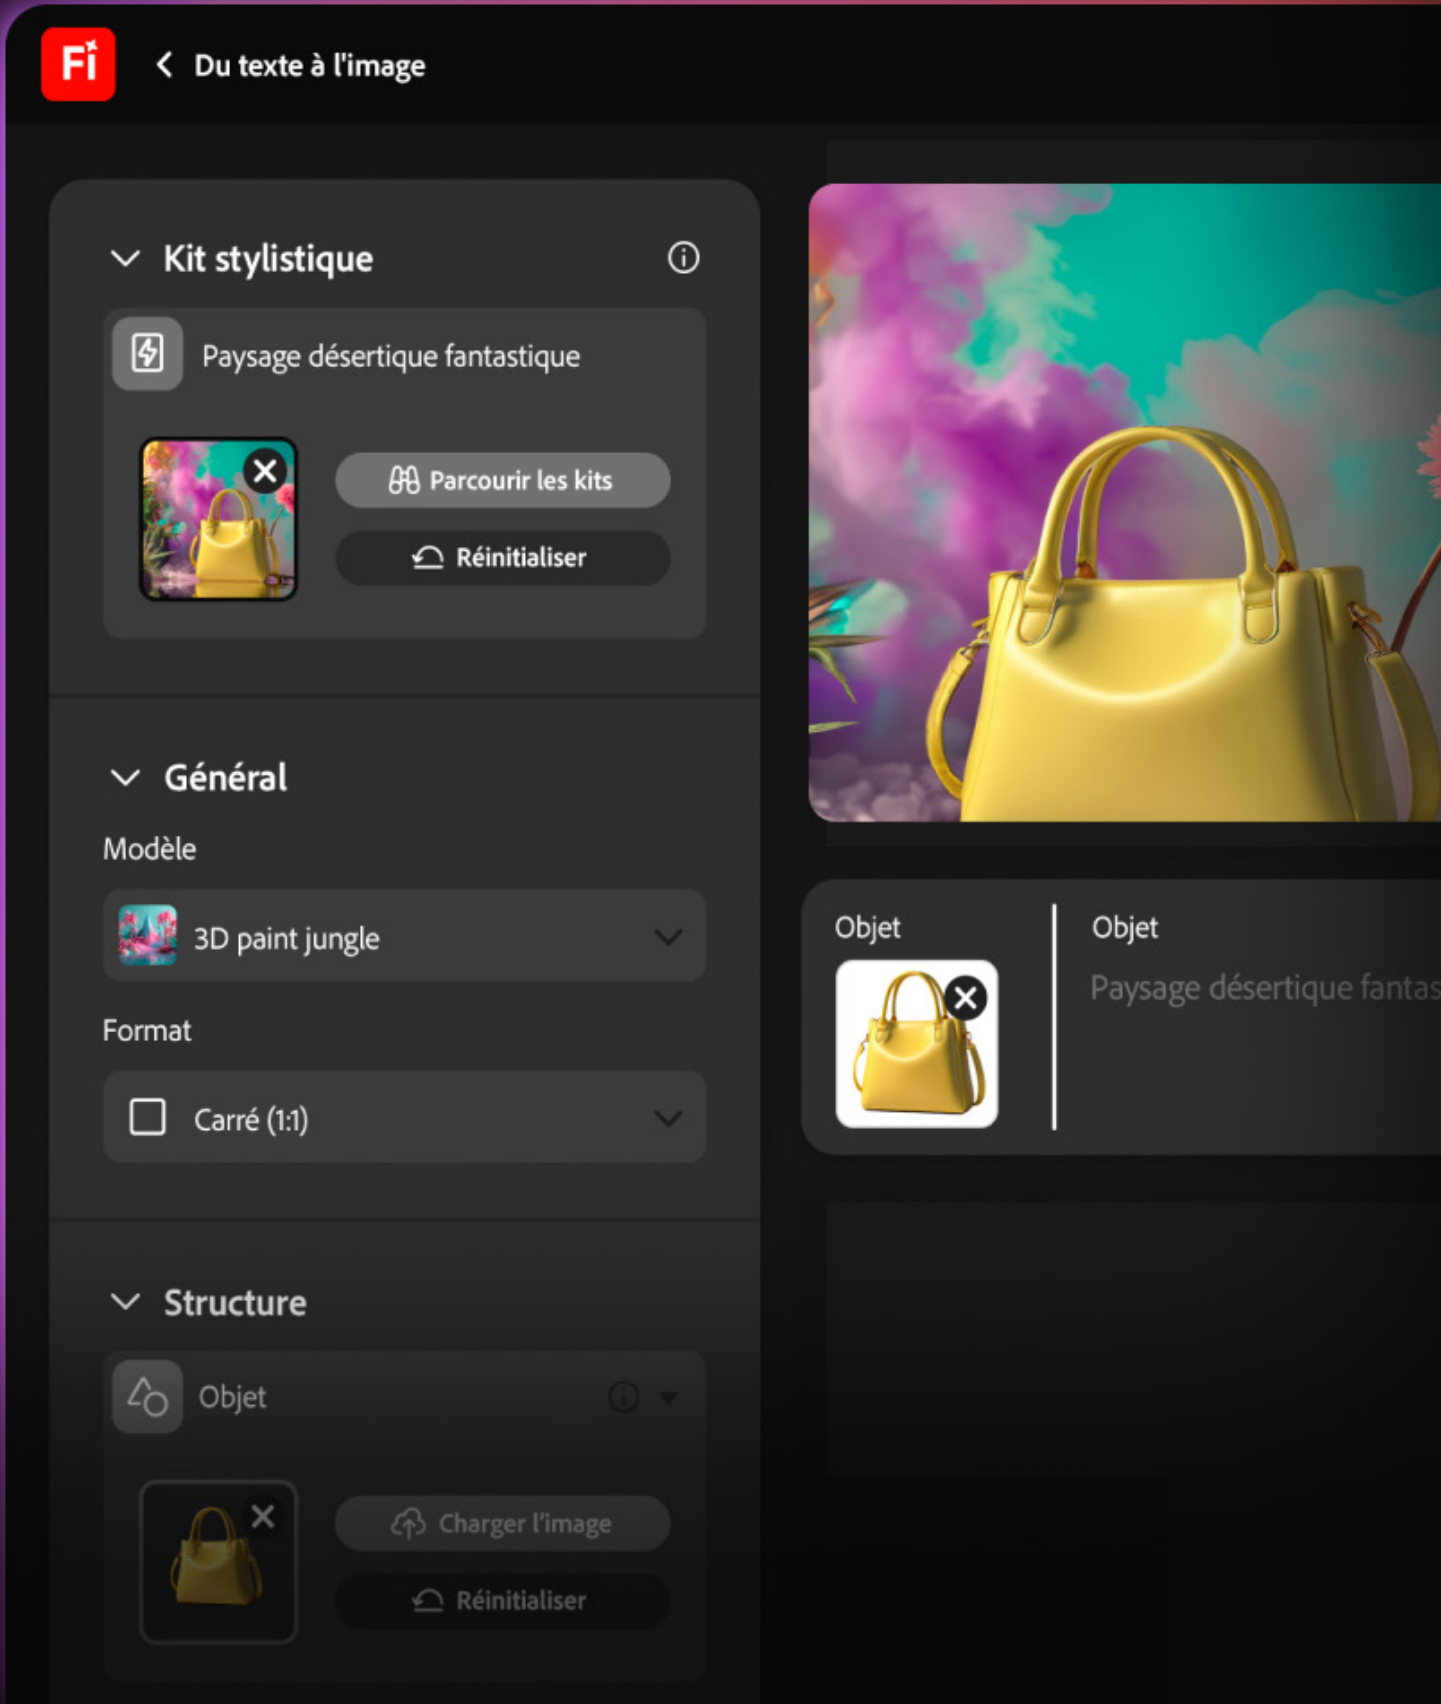 Fi
Du texte à l'image
Kit stylistique
Paysage désertique fantastique
Parcourir les kits
Réinitialiser
Général
Modèle
3D paint jungle
Format
Carré (1:1)
Structure
Objet
Charger l'image
Réinitialiser
Objet
Objet
Paysage désertique fantas